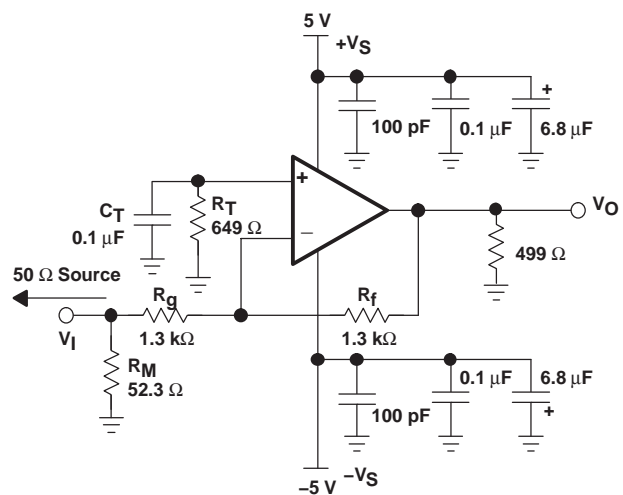 5 V
+VS
+
100 pF
0.1 µF
6.8 µF
+
CT
0.1 µF
RT
649 Ω
−
VO
499 Ω
50 Ω Source
Rg
1.3 kΩ
Rf
1.3 kΩ
VI
RM
52.3 Ω
0.1 µF
6.8 µF
100 pF
+
−5 V
−VS